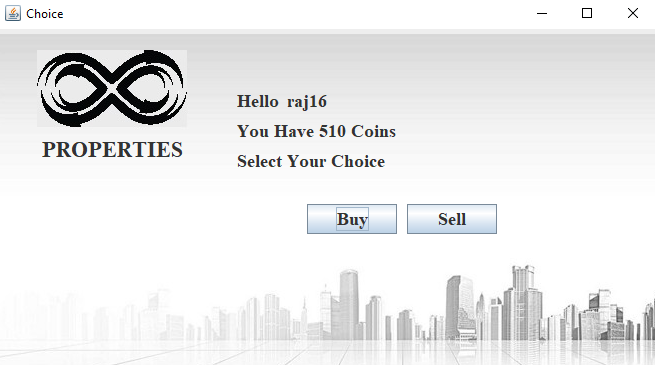 Choice
PROPERTIES
Hello raj16
You Have 510 Coins
Select Your Choice
Buy
Sell